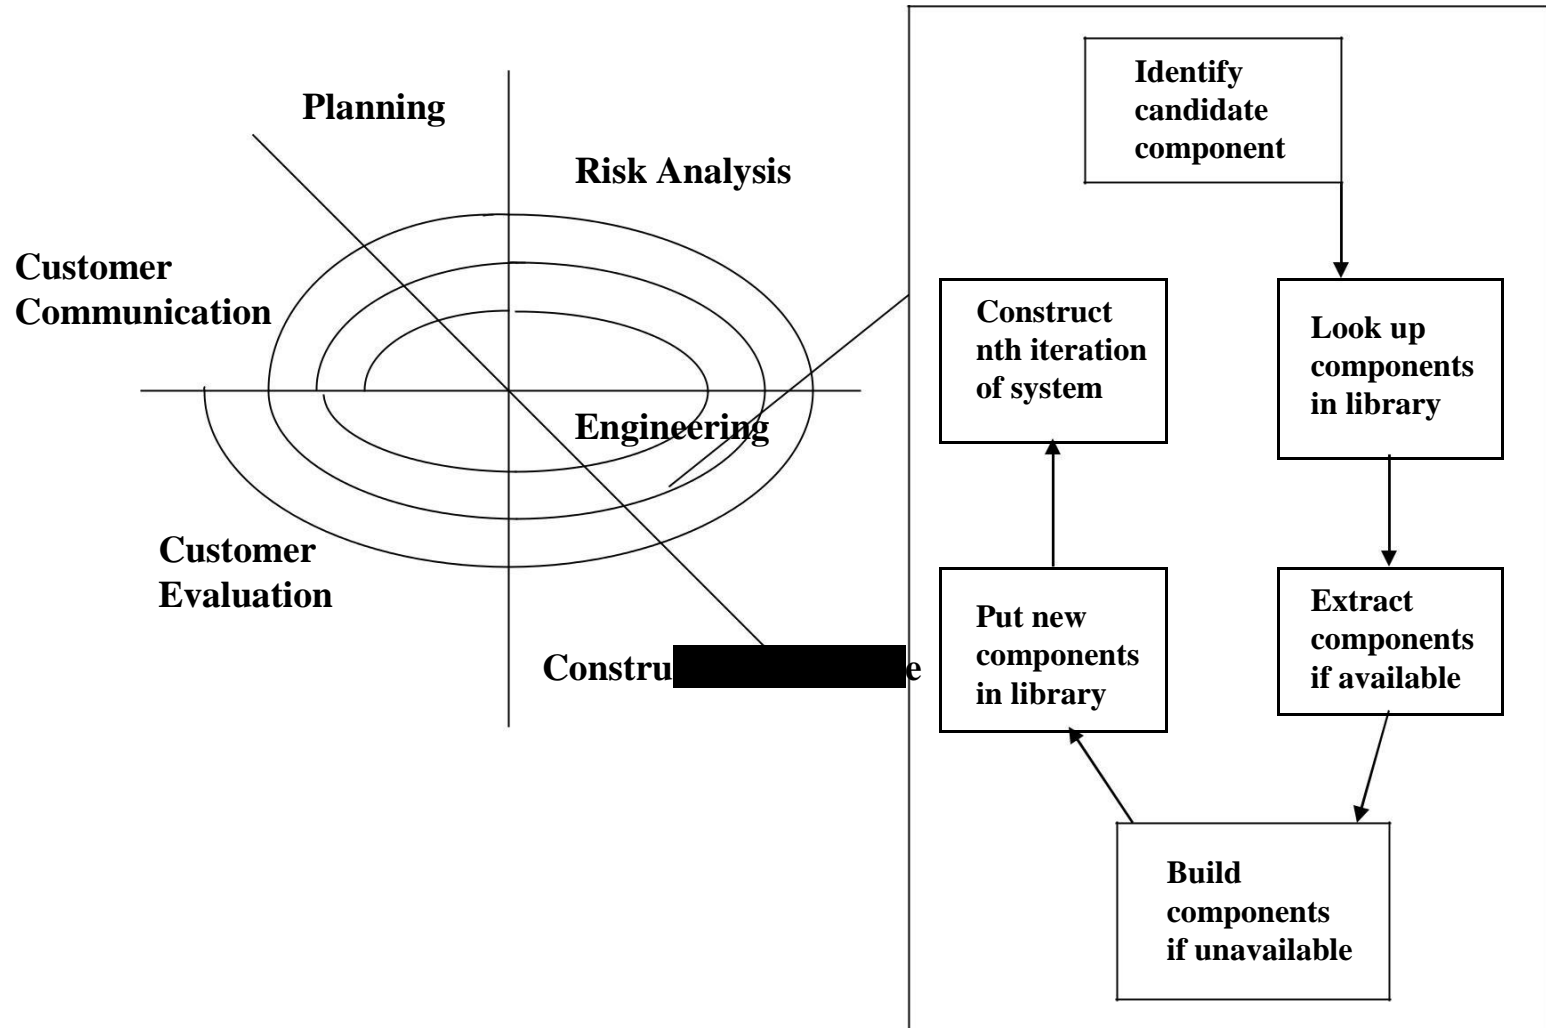 Planning
Risk Analysis
Customer
Communication
Engineering
Customer
Evaluation
Identify
candidate
component
Construct
nth iteration
of system
Look up
components
in library
Put new
components
in library
Extract
components
if available
Build
components
if unavailable